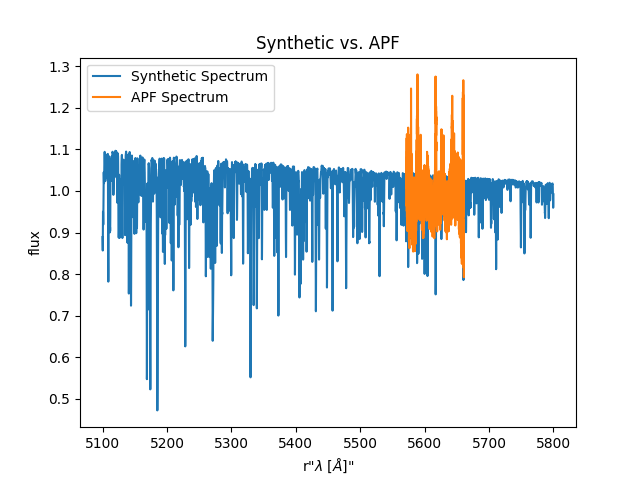 Synthetic vs. APF
Synthetic Spectrum
APF Spectrum
1.3
1.2
1.1
1.0
0.9
0.8
0.7
0.6
0.5
flux
5100 5200 5300 5400 5500 5600 5700 5800
r"λ [Å]"